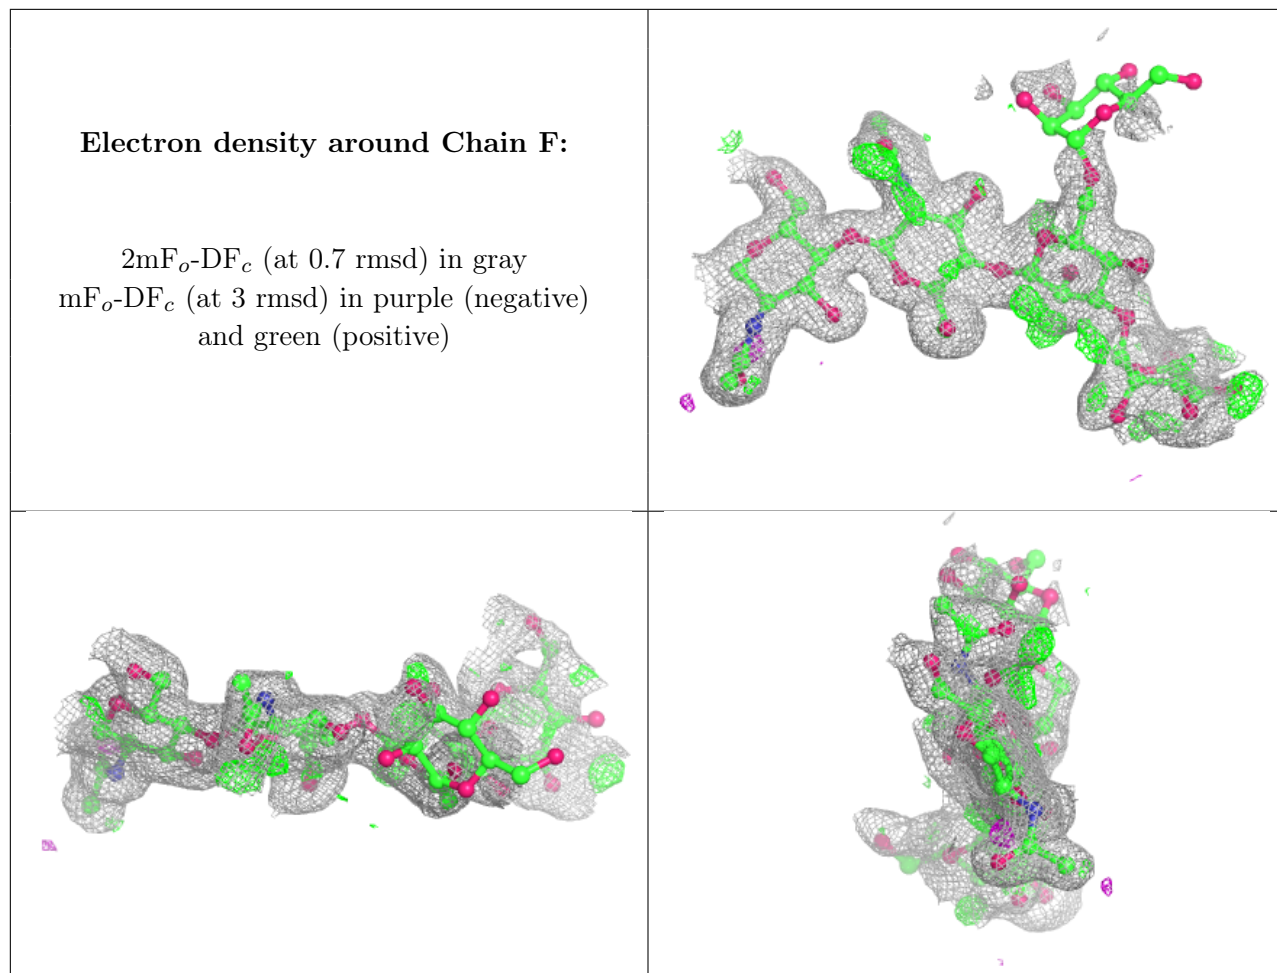 Electron density around Chain F:
2mFo-DFc (at 0.7 rmsd) in gray
mFo-DFc (at 3 rmsd) in purple (negative)
and green (positive)